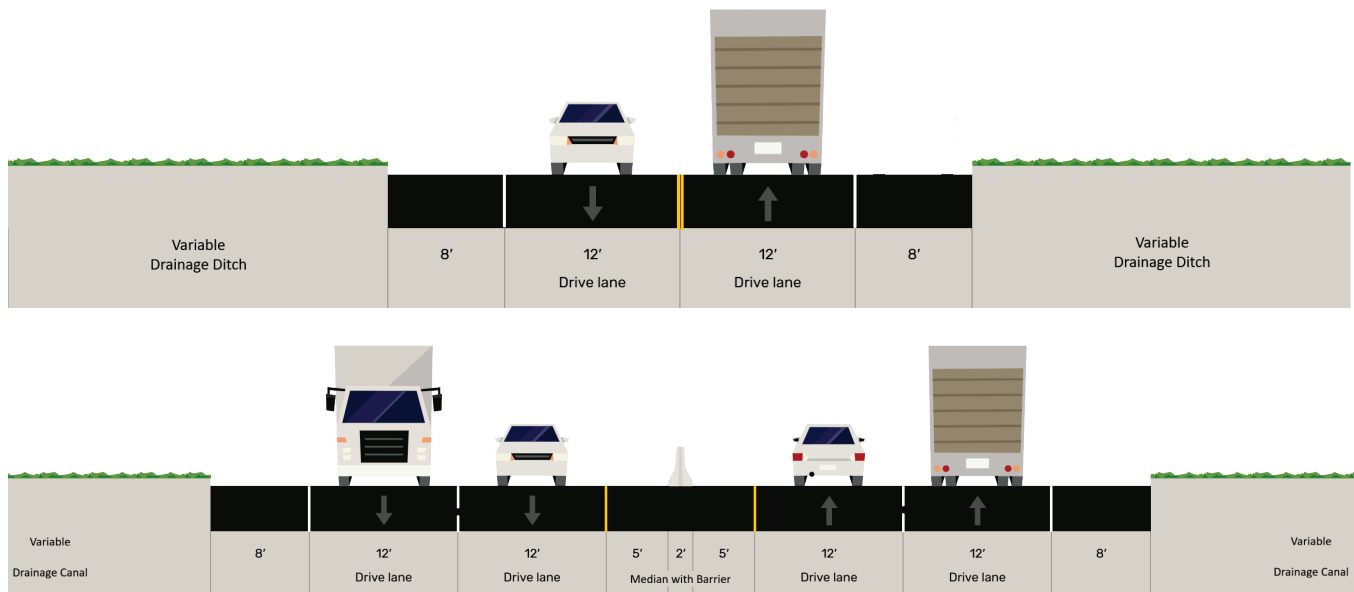 Variable
Drainage Ditch
8’
12’
Drive lane
12’
Drive lane
8’
Variable
Drainage Ditch
Variable
Drainage Canal
8’
12’
Drive lane
12’
Drive lane
5’
2’
5’
Median with Barrier
12’
Drive lane
12’
Drive lane
8’
Variable
Drainage Canal